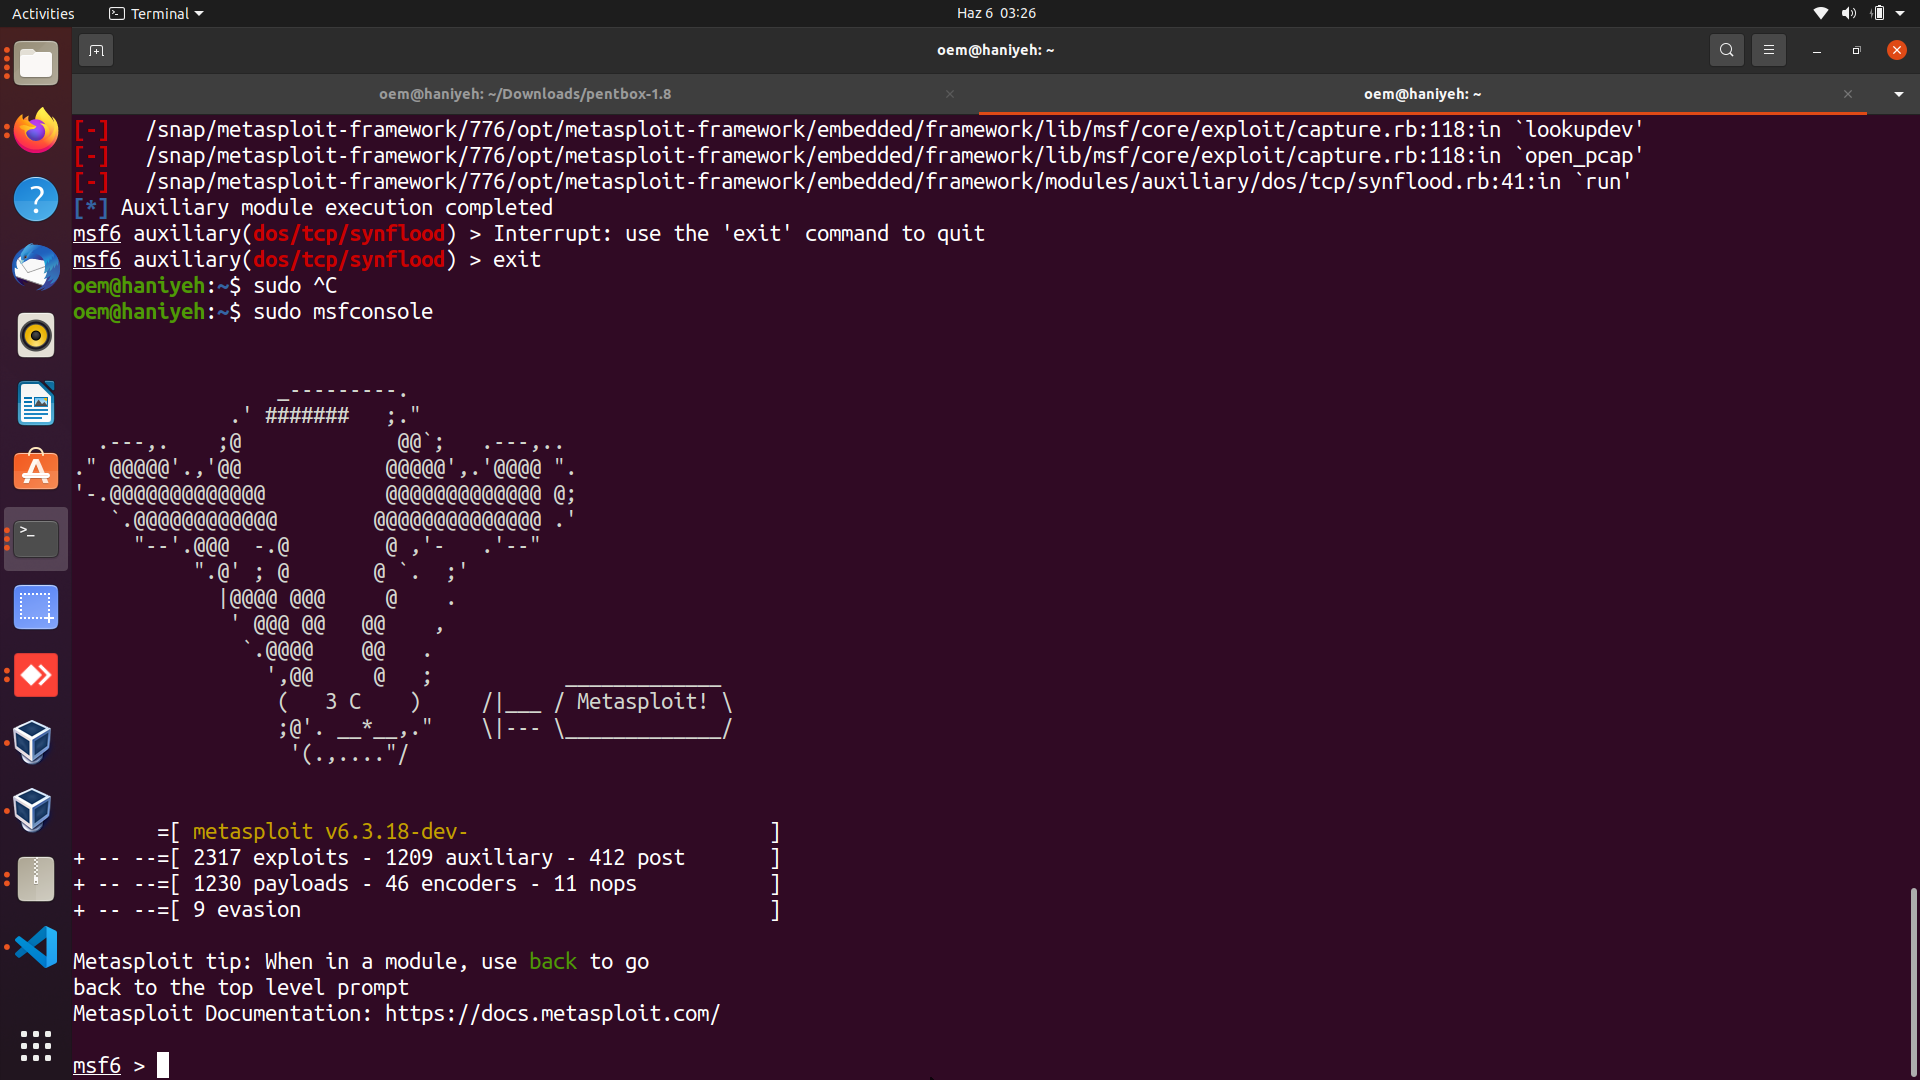 Activities
Terminal
Haz 6 03:26
oem@haniyeh: ~
oem@haniyeh: ~/Downloads/pentbox-1.8
oem@haniyeh: ~
[-]   /snap/metasploit-framework/776/opt/metasploit-framework/embedded/framework/lib/msf/core/exploit/capture.rb:118:in `lookupdev'
[-]   /snap/metasploit-framework/776/opt/metasploit-framework/embedded/framework/lib/msf/core/exploit/capture.rb:118:in `open_pcap'
[-]   /snap/metasploit-framework/776/opt/metasploit-framework/embedded/framework/modules/auxiliary/dos/tcp/synflood.rb:41:in `run'
[*] Auxiliary module execution completed
msf6 auxiliary(dos/tcp/synflood) > Interrupt: use the 'exit' command to quit
msf6 auxiliary(dos/tcp/synflood) > exit
oem@haniyeh:~$ sudo ^C
oem@haniyeh:~$ sudo msfconsole
                 _---------.
             .' #######   ;."
  .---,.    ;@             @@`;   .---,..
." @@@@@'.,'@@            @@@@@',.'@@@@ ".
'-.@@@@@@@@@@@@@          @@@@@@@@@@@@@ @;
   `.@@@@@@@@@@@@        @@@@@@@@@@@@@@ .'
     "--'.@@@  -.@        @ ,'-   .'--"
          ".@' ; @       @ `.  ;'
            |@@@@ @@@     @    .
             ' @@@ @@   @@    ,
              `.@@@@    @@   .
                ',@@     @   ;           _____________
                 (   3 C    )     /|___ / Metasploit! \
                 ;@'. __*__,."    \|--- \_____________/
                  '(.,...."/
       =[ metasploit v6.3.18-dev-                         ]
+ -- --=[ 2317 exploits - 1209 auxiliary - 412 post       ]
+ -- --=[ 1230 payloads - 46 encoders - 11 nops           ]
+ -- --=[ 9 evasion                                       ]
Metasploit tip: When in a module, use back to go
back to the top level prompt
Metasploit Documentation: https://docs.metasploit.com/
msf6 >